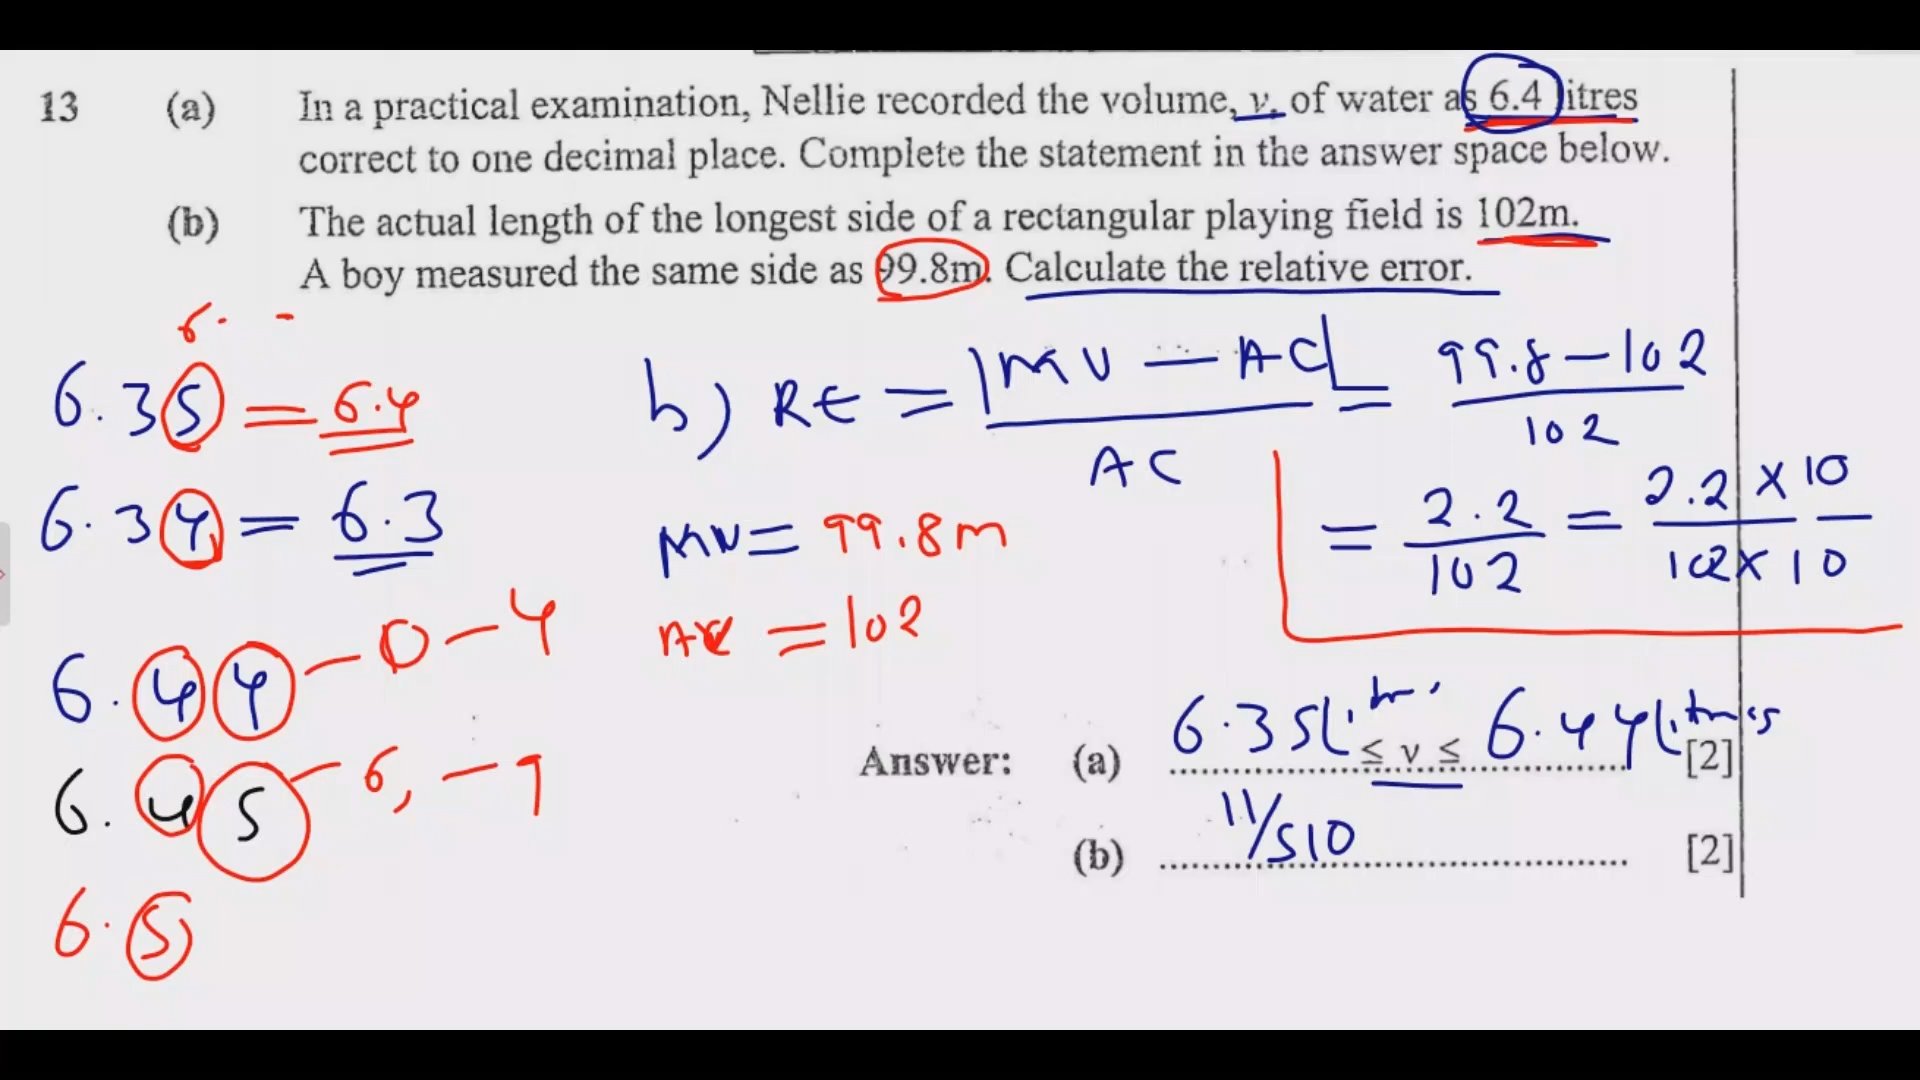 13 (a) In a practical examination, Nellie recorded the volume, v, of water as 6.4 litres
correct to one decimal place. Complete the statement in the answer space below.
(b) The actual length of the longest side of a rectangular playing field is 102m.
A boy measured the same side as 99.8m. Calculate the relative error.
6.35 = 6.4
6.34 = 6.3
6.44 - 0 - 4
6.45 - 6, - 9
6.5
b) RE = |MV - AC| / AC = 99.8 - 102 / 102
= 2.2 / 102 = 2.2 x 10 / 102 x 10
MV = 99.8m
AC = 102
Answer: (a) 6.35 litr. ≤ v ≤ 6.44 litres [2]
(b) 11/510 [2]